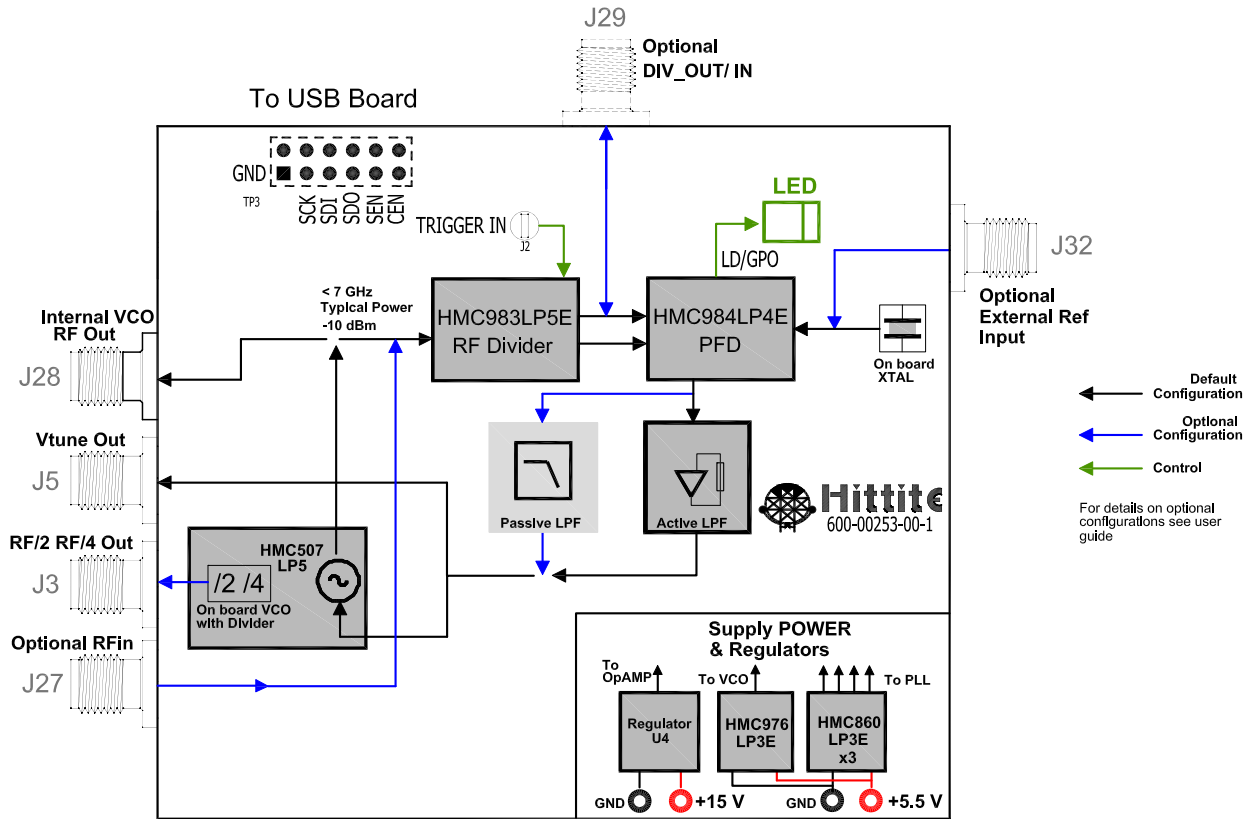 J29
Optional
DIV_OUT/ IN
To USB Board
GND
TP3
SCK
SDI
SDO
SEN
CEN
TRIGGER IN
J2
LED
LD/GPO
J32
Optional
External Ref
Input
< 7 GHz
Typical Power
-10 dBm
HMC983LP5E
RF Divider
HMC984LP4E
PFD
On board
XTAL
Internal VCO
RF Out
J28
Vtune Out
J5
RF/2 RF/4 Out
J3
Optional RFin
J27
Passive LPF
Active LPF
Hittite
600-00253-00-1
Default
Configuration
Optional
Configuration
Control
For details on optional
configurations see user
guide
HMC507
LP5
/2 /4
On board VCO
with Divider
Supply POWER
& Regulators
To
OpAMP
To VCO
To PLL
Regulator
U4
HMC976
LP3E
HMC860
LP3E
x3
GND
+15 V
GND
+5.5 V